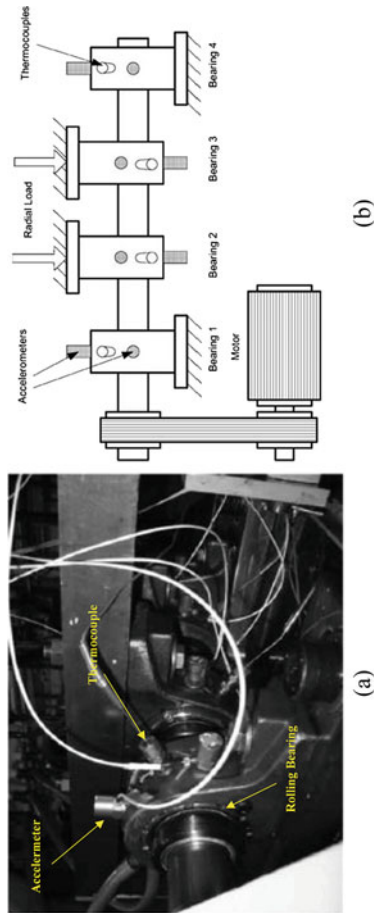 Accelermeter
Thermocouple
Rolling Bearing
(a)
Accelerometers
Radial Load
Thermocouples
Bearing 1
Bearing 2
Bearing 3
Bearing 4
Motor
(b)